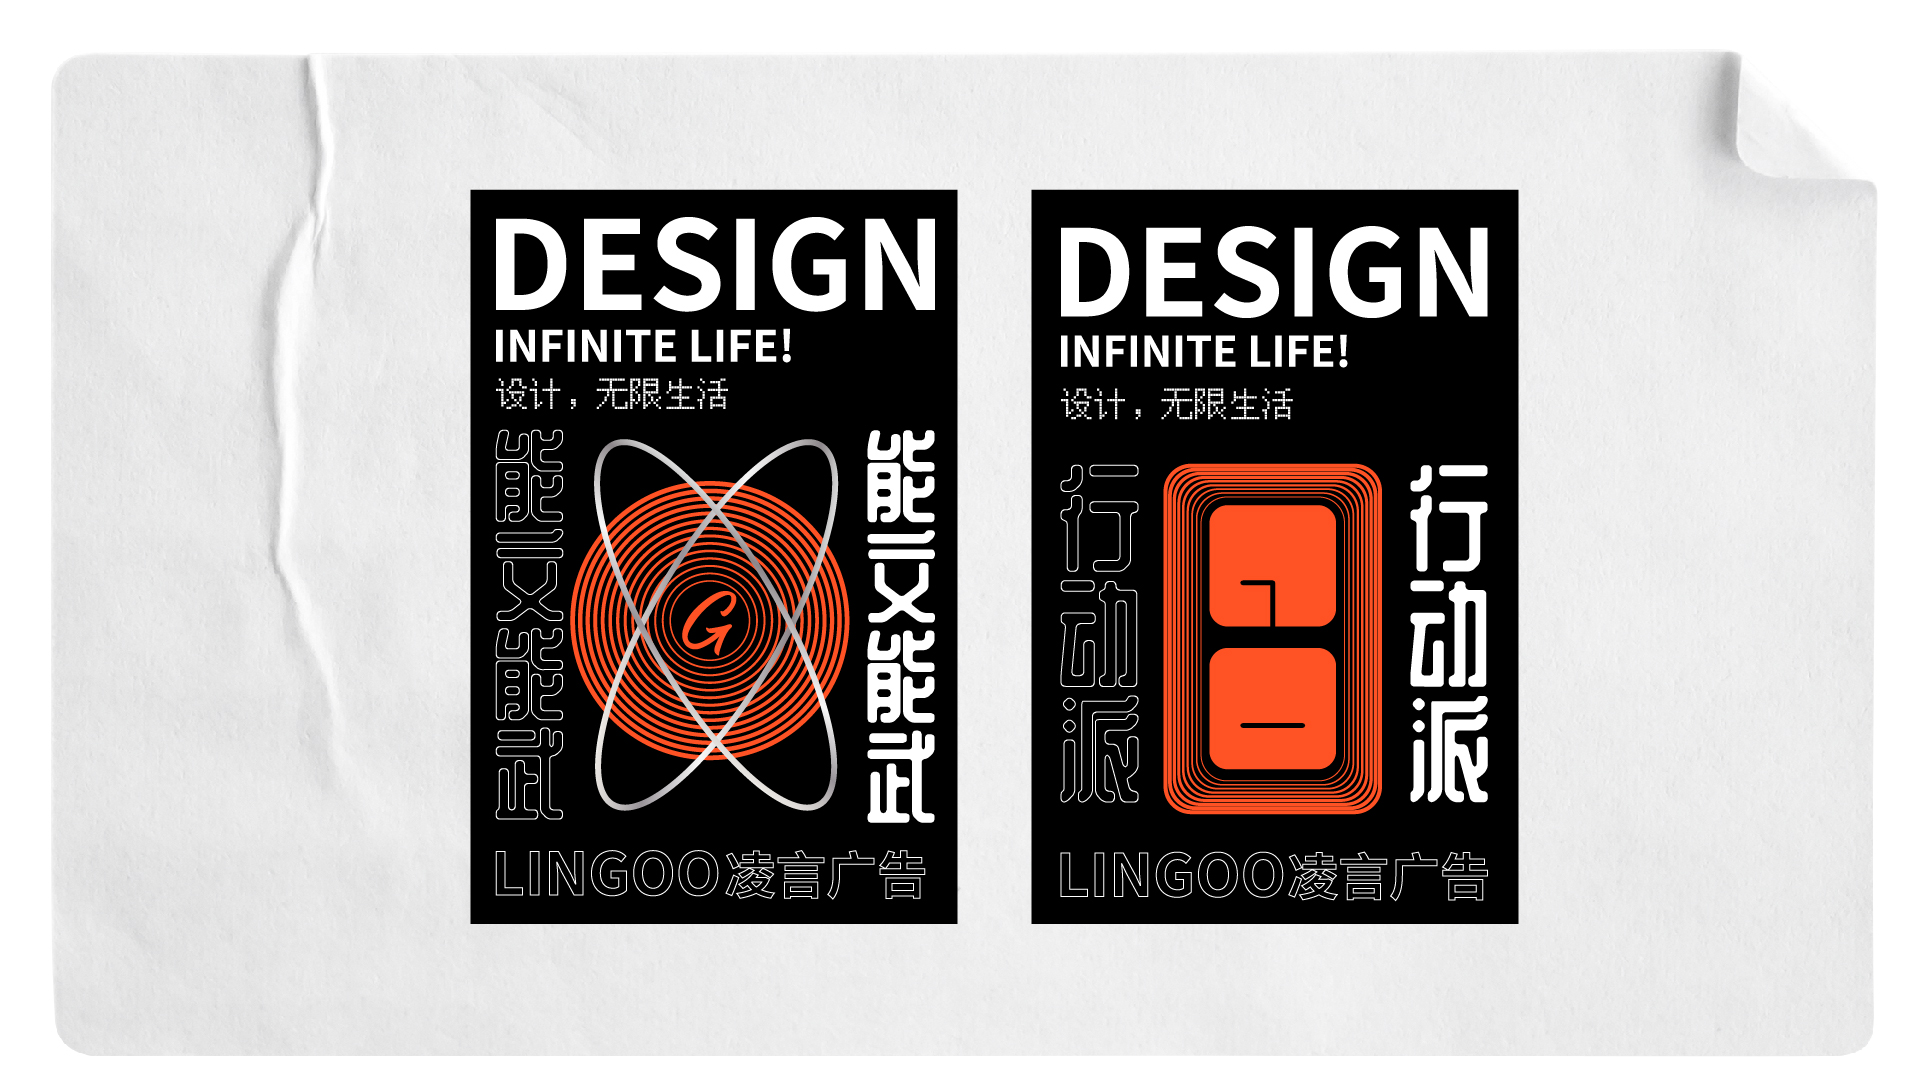 DESIGN
INFINITE LIFE!
设计，无限生活
能文能武
G
能文能武
LINGOO凌言广告
DESIGN
INFINITE LIFE!
设计，无限生活
行动派
行动派
LINGOO凌言广告